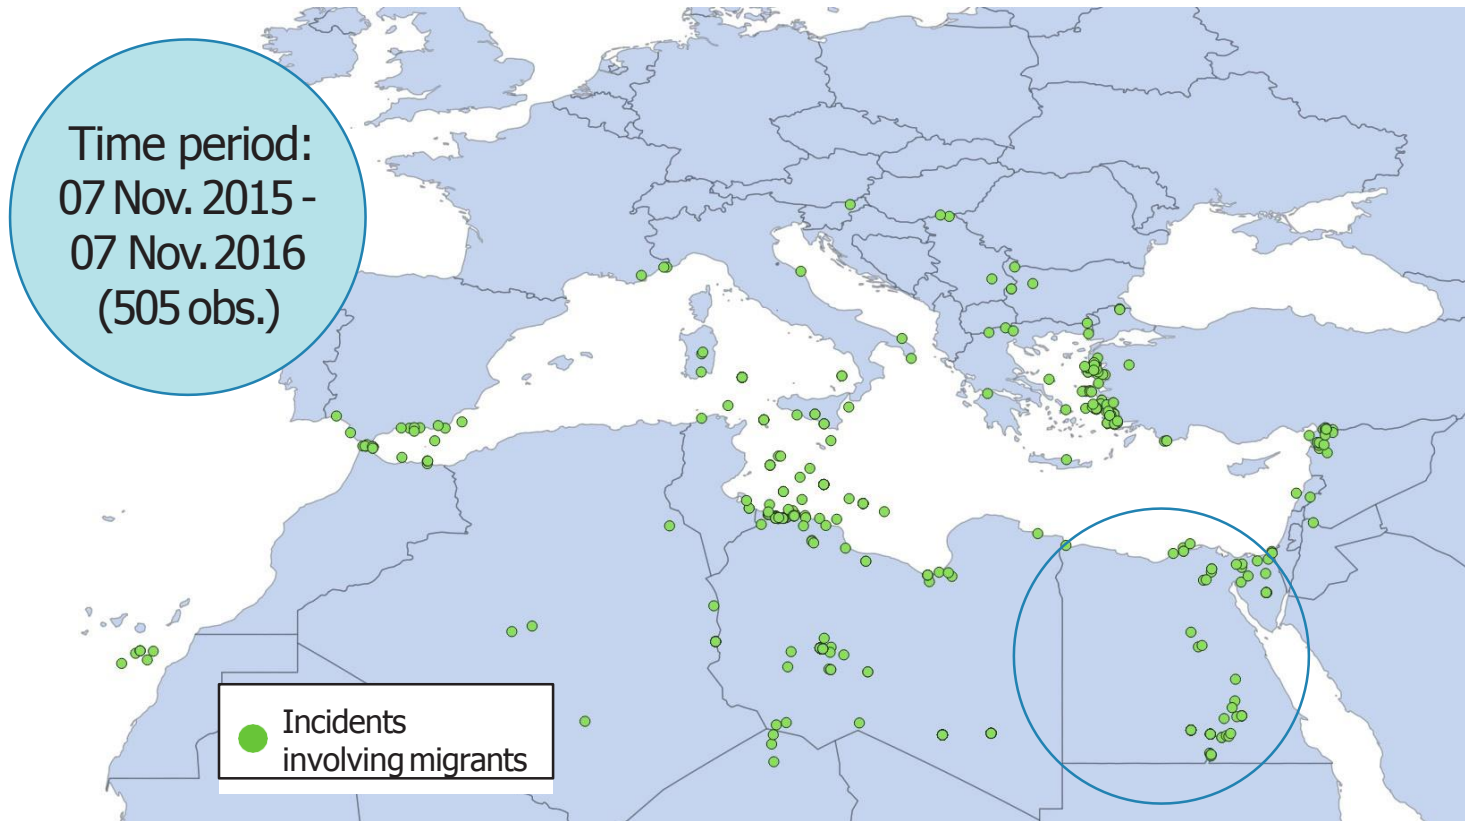 Time period:
07 Nov. 2015 -
07 Nov. 2016
(505 obs.)
Incidents
involving migrants